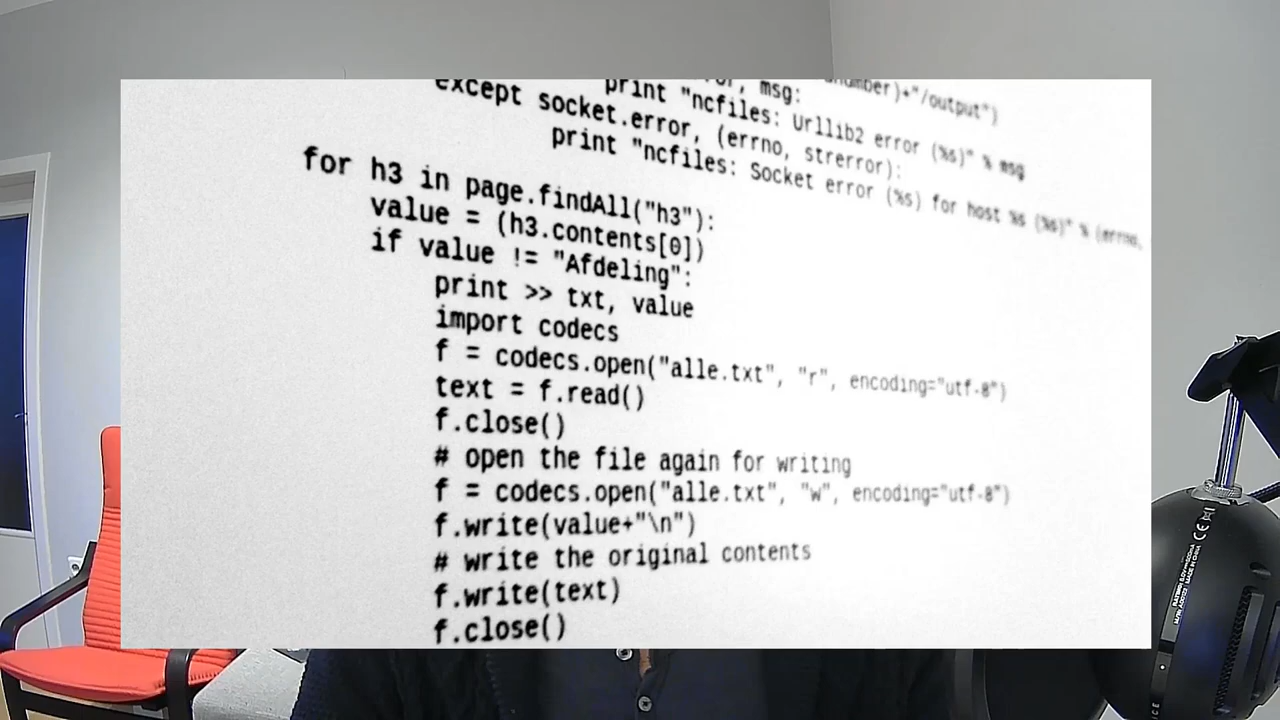 msg:
print "ncfiles: Urllib2 error (%s)" % msg
except socket.error, (errno, strerror):
print "ncfiles: Socket error (%s) for host %s (%s)" % (errno,
for h3 in page.findAll("h3"):
value = (h3.contents[0])
if value != "Afdeling":
print >> txt, value
import codecs
f = codecs.open("alle.txt", "r", encoding="utf-8")
text = f.read()
f.close()
# open the file again for writing
f = codecs.open("alle.txt", "w", encoding="utf-8")
f.write(value+"\n")
# write the original contents
f.write(text)
f.close()
CE